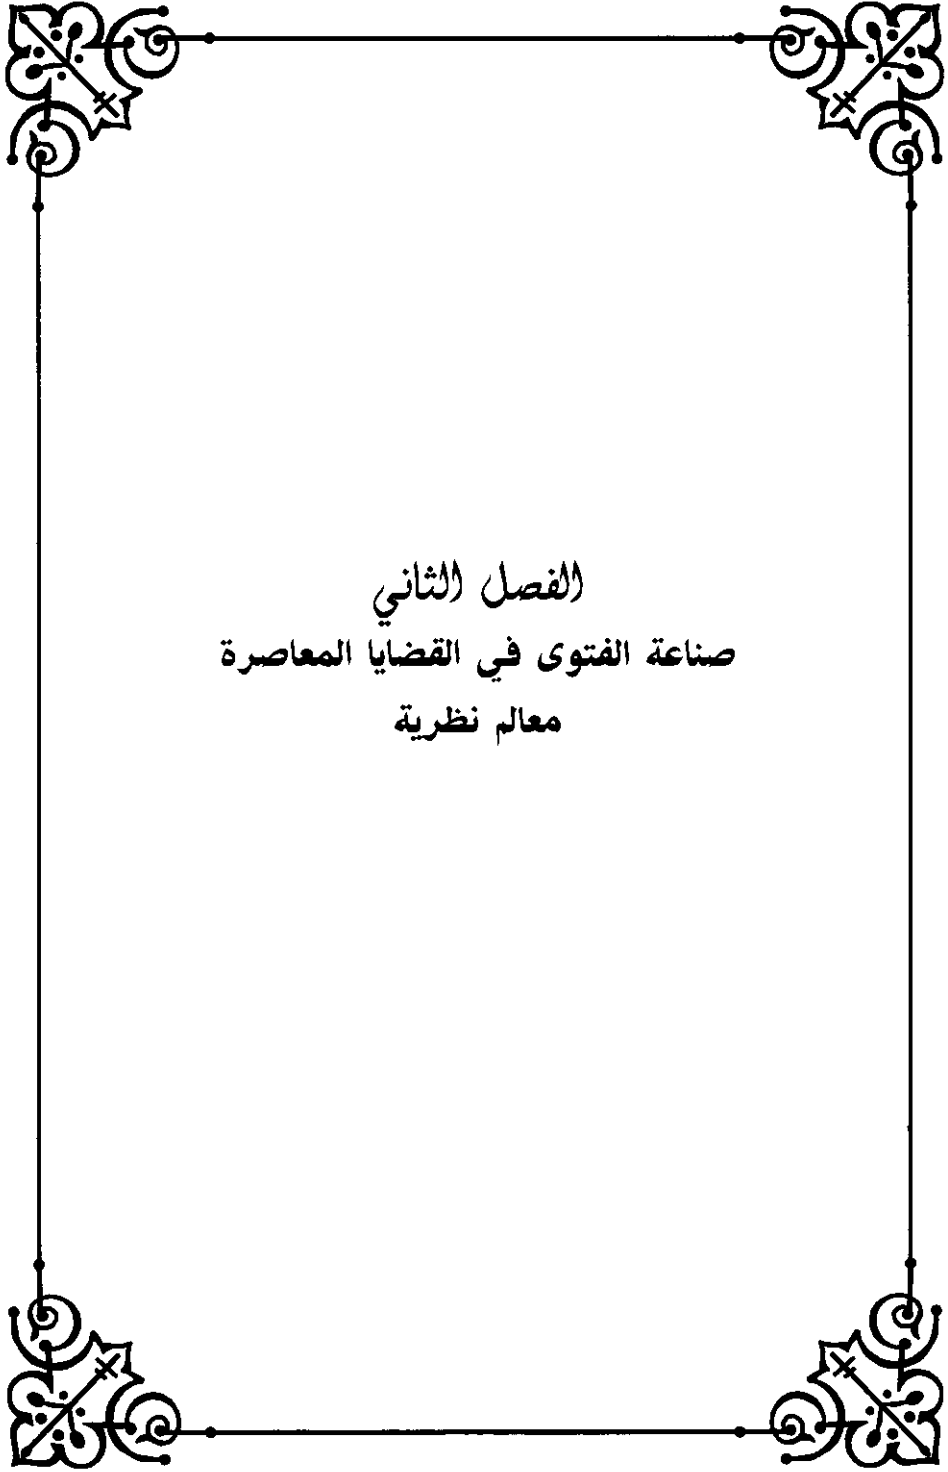 الفصل الثاني
صناعة الفتوى في القضايا المعاصرة
معالم نظرية